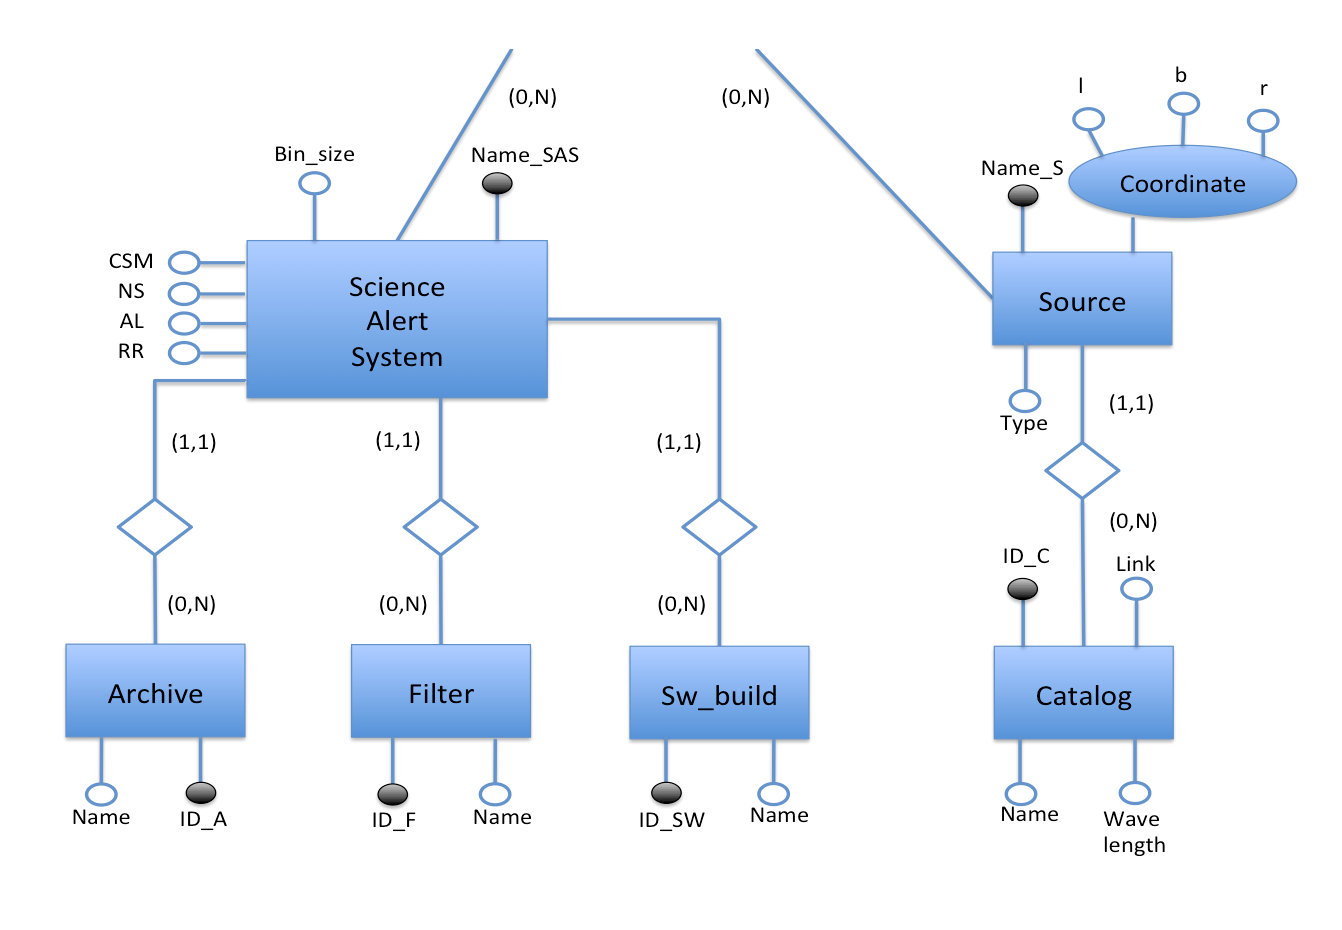 l
b
r
(0,N)
(0,N)
Bin_size
Name_SAS
Name_S
Coordinate
CSM
NS
AL
RR
Science
Alert
System
Source
(1,1)
(1,1)
(1,1)
Type
(1,1)
(0,N)
ID_C
Link
(0,N)
(0,N)
(0,N)
Archive
Filter
Sw_build
Catalog
Name
ID_A
ID_F
Name
ID_SW
Name
Name
Wave
length